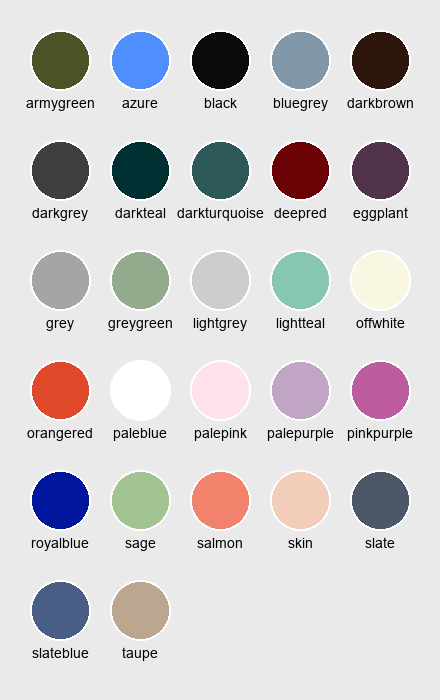 armygreen azure black bluegrey darkbrown
darkgrey darkteal darkturquoise deepred eggplant
grey greygreen lightgrey lightteal offwhite
orangered paleblue palepink palepurple pinkpurple
royalblue sage salmon skin slate
slateblue taupe